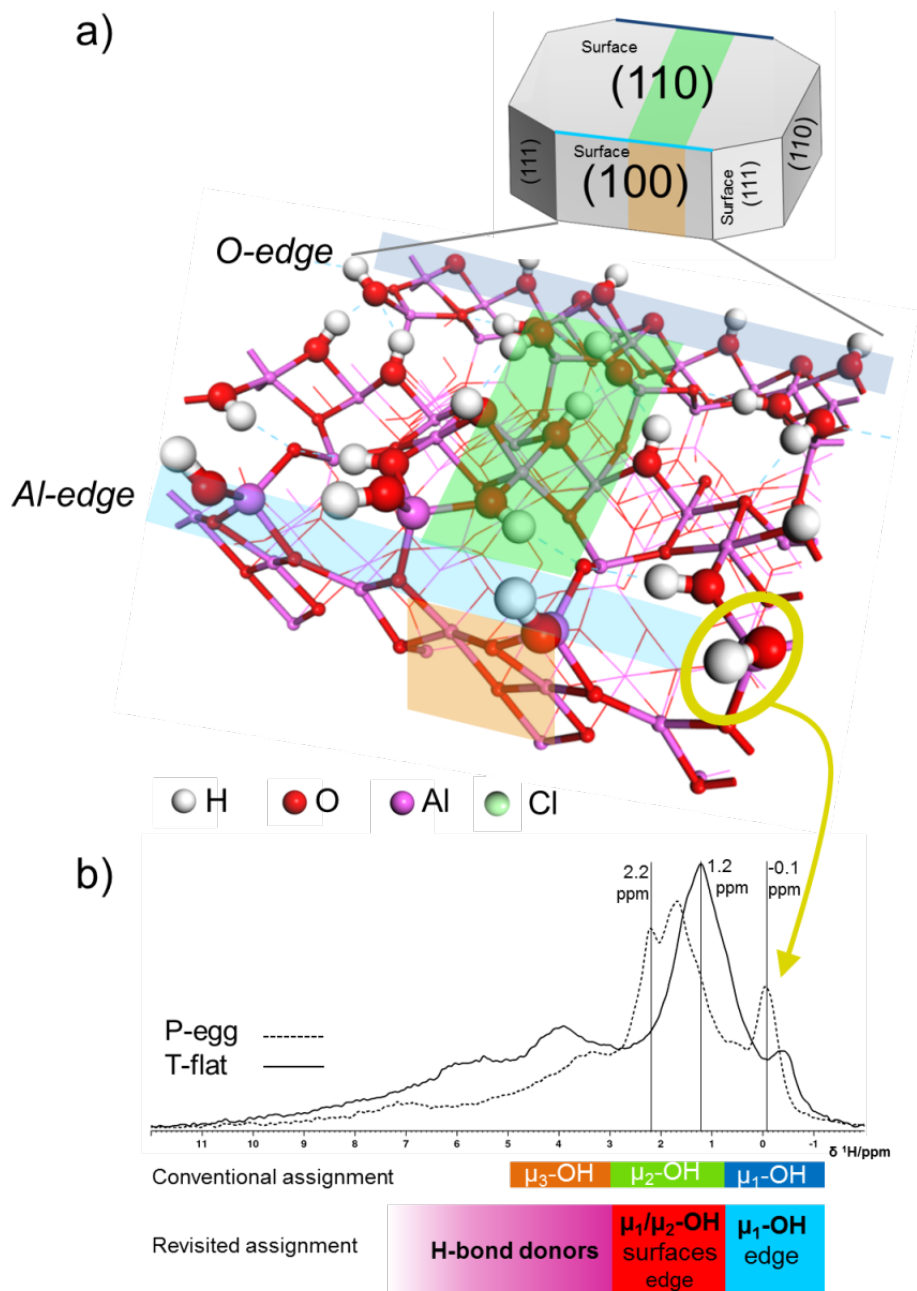 a)
Surface
(110)
(111)
Surface
(100)
Surface
(111)
(110)
O-edge
Al-edge
H
O
Al
Cl
b)
2.2
ppm
1.2
ppm
-0.1
ppm
P-egg
T-flat
11 10 9 8 7 6 5 4 3 2 1 0 -1
δ ¹H/ppm
Conventional assignment
μ₃-OH μ₂-OH μ₁-OH
Revisited assignment
H-bond donors
μ₁/μ₂-OH
surfaces
edge
μ₁-OH
edge